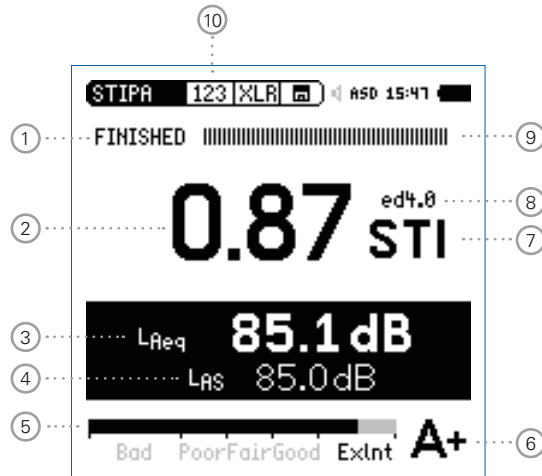 10
STIPA 123 XLR ASD 15:47
1 FINISHED 9
ed4.0 8
2 0.87 STI 7
3 LAeq 85.1 dB
4 LAS 85.0 dB
5 Bad Poor Fair Good Exlnt A+ 6